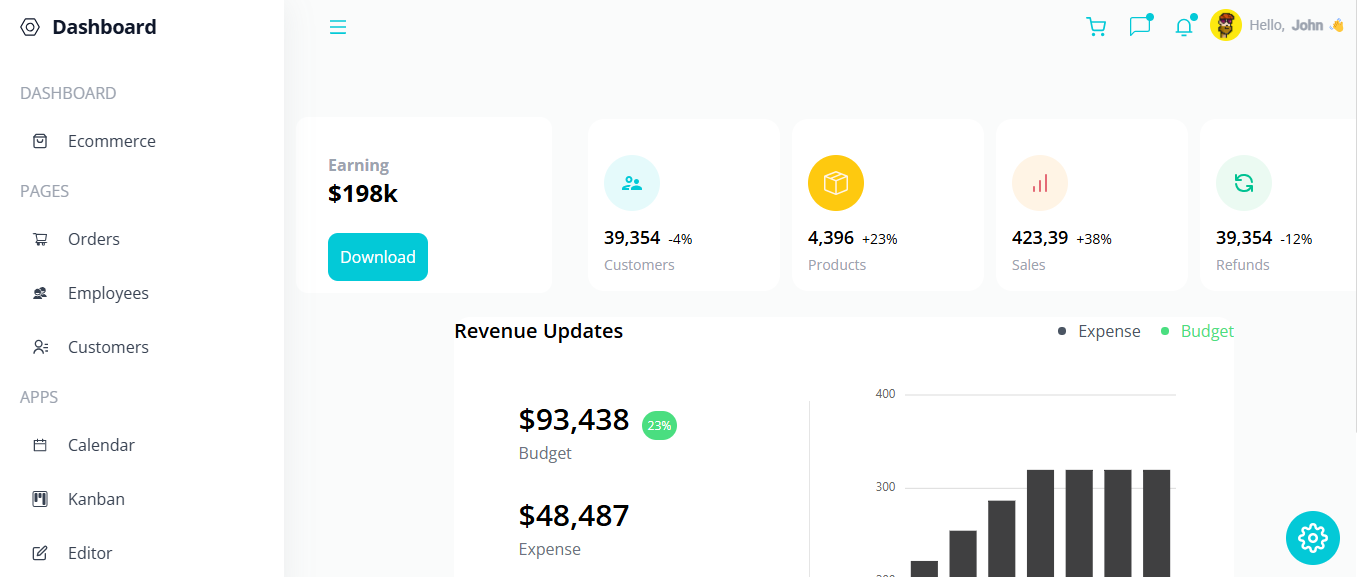 Dashboard
Hello, John 👋
DASHBOARD
Ecommerce
PAGES
Orders
Employees
Customers
APPS
Calendar
Kanban
Editor
Earning
$198k
Download
39,354 -4%
Customers
4,396 +23%
Products
423,39 +38%
Sales
39,354 -12%
Refunds
Revenue Updates
Expense
Budget
$93,438 23%
Budget
$48,487
Expense
400
300